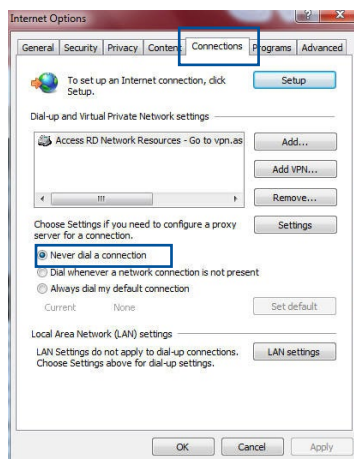 Internet Options
General Security Privacy Content Connections Programs Advanced
To set up an Internet connection, click
Setup.
Setup
Dial-up and Virtual Private Network settings
Access RD Network Resources - Go to vpn.as
Add...
Add VPN...
Remove...
Choose Settings if you need to configure a proxy
server for a connection.
Settings
Never dial a connection
Dial whenever a network connection is not present
Always dial my default connection
Current None
Set default
Local Area Network (LAN) settings
LAN Settings do not apply to dial-up connections.
Choose Settings above for dial-up settings.
LAN settings
OK Cancel Apply